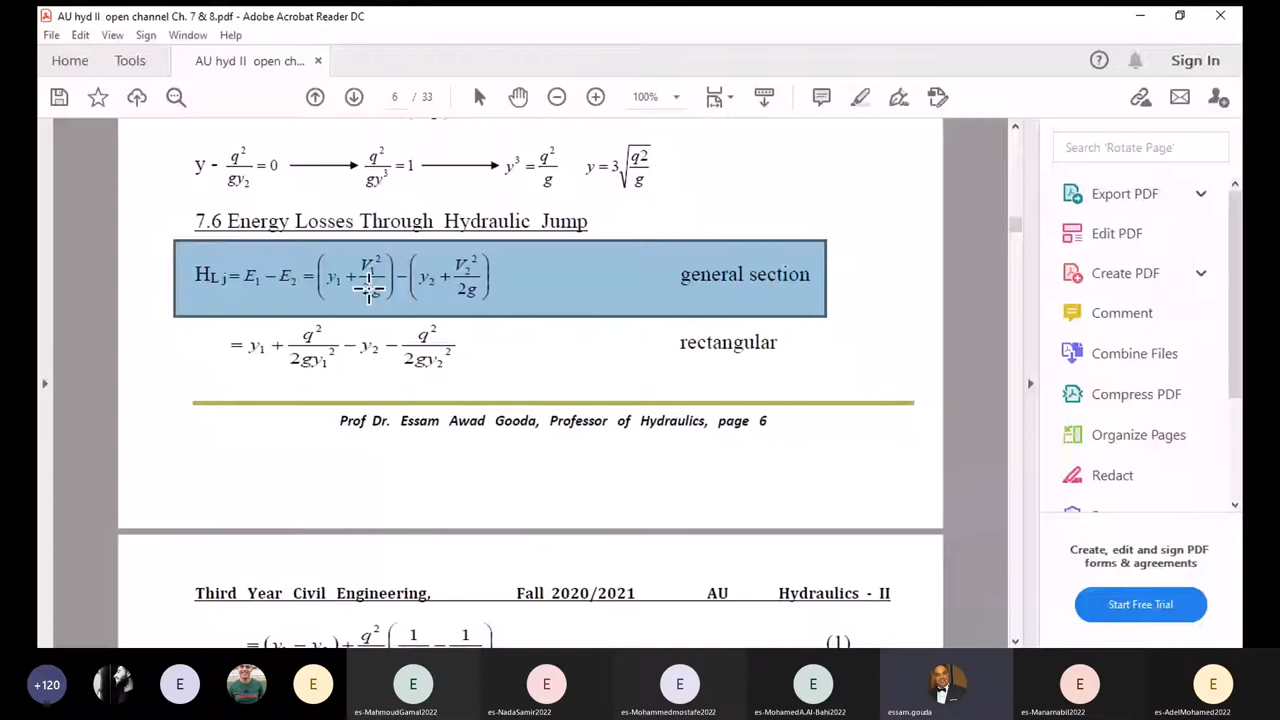 AU hyd II open channel Ch. 7 & 8.pdf - Adobe Acrobat Reader DC
File Edit View Sign Window Help
Home Tools AU hyd II open ch... × Sign In
6 / 33 100%
y - q²/gy₂ = 0 → q²/gy³ = 1 → y³ = q²/g y = 3√(q2/g)
7.6 Energy Losses Through Hydraulic Jump
H_Lj = E₁ − E₂ = (y₁ + V₁²/2g) − (y₂ + V₂²/2g) general section
= y₁ + q²/2gy₁² − y₂ − q²/2gy₂² rectangular
Prof Dr. Essam Awad Gooda, Professor of Hydraulics, page 6
Third Year Civil Engineering, Fall 2020/2021 AU Hydraulics - II
(1)
Search 'Rotate Page'
Export PDF
Edit PDF
Create PDF
Comment
Combine Files
Compress PDF
Organize Pages
Redact
Create, edit and sign PDF
forms & agreements
Start Free Trial
+120 E E E E E E E E
es-MahmoudGamal2022 es-NadaSamir2022 es-Mohammedmostafe2022 es-MohamedA.Al-Bahi2022 essam.gouda es-Manarnabil2022 es-AdelMohamed2022